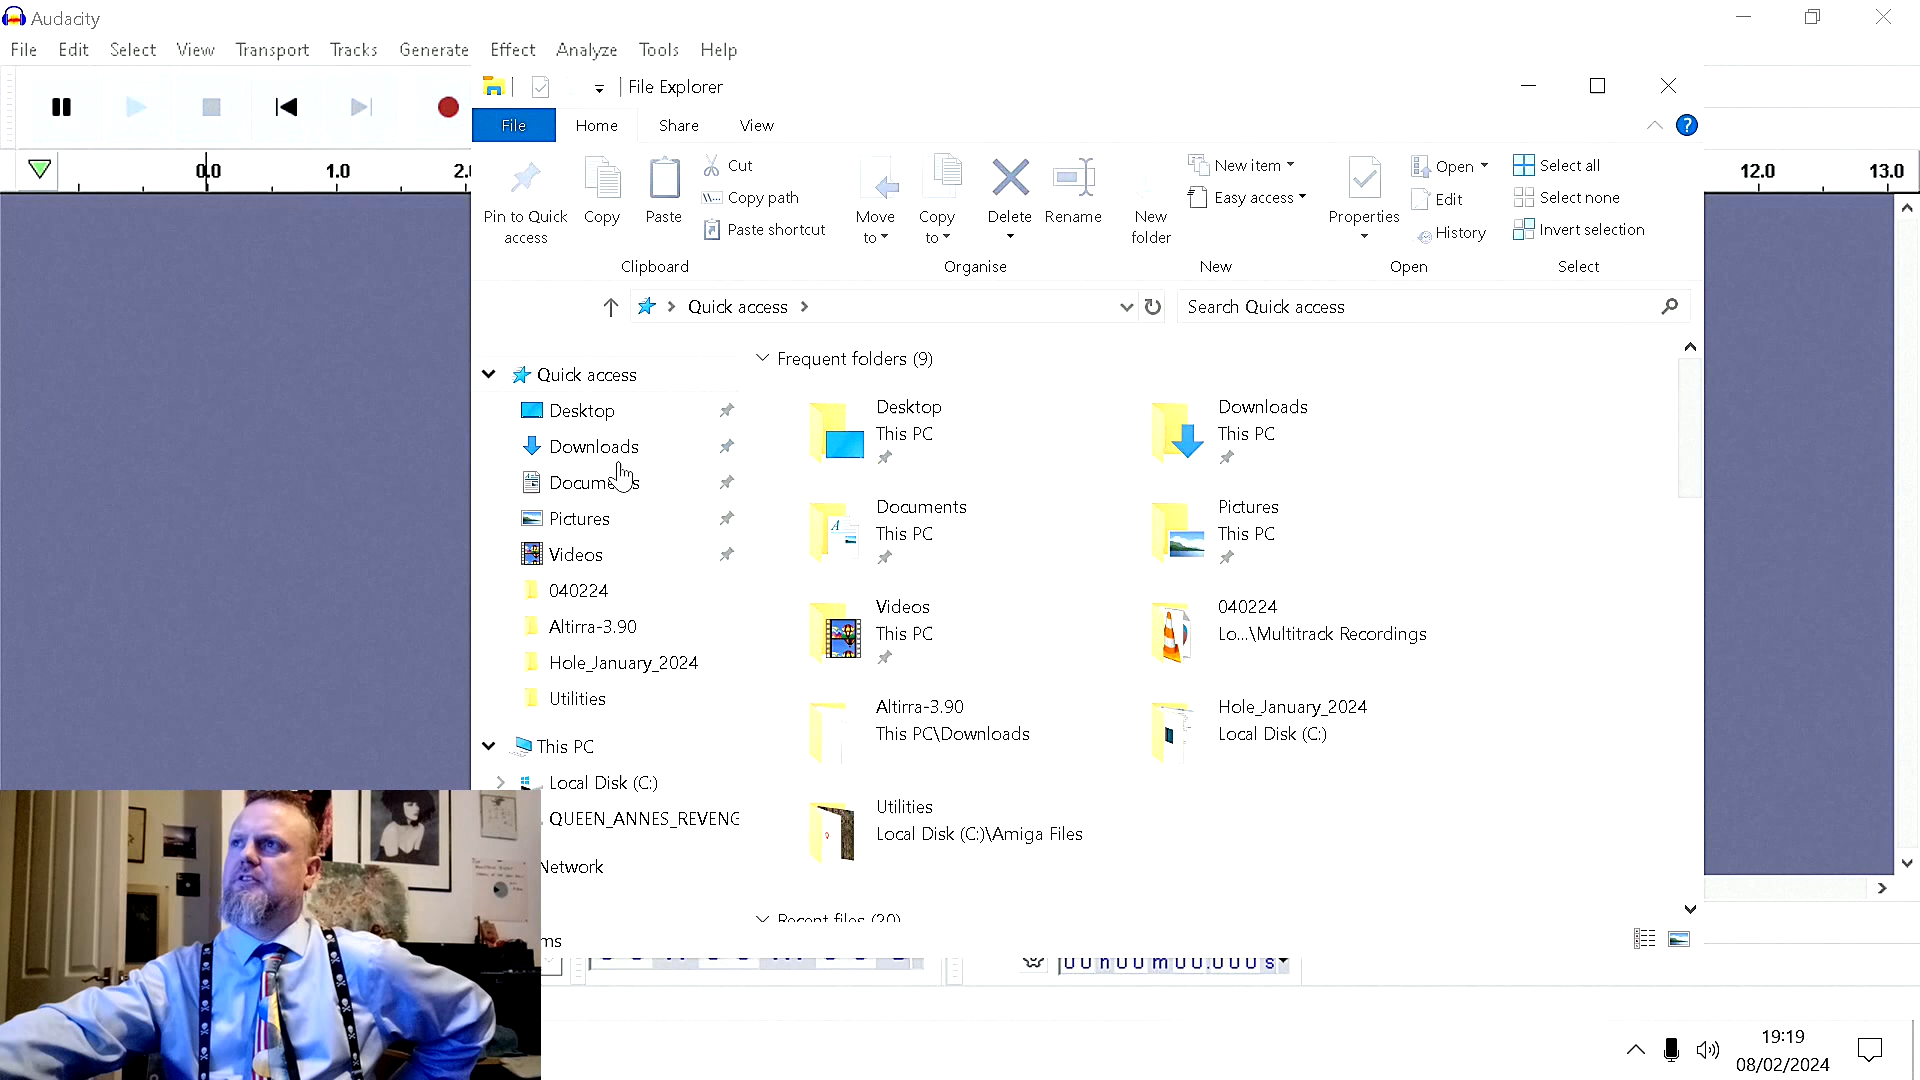 Audacity
File Edit Select View Transport Tracks Generate Effect Analyze Tools Help
File Explorer
File Home Share View
Pin to Quick access
Copy
Paste
Cut
Copy path
Paste shortcut
Clipboard
Move to
Copy to
Delete
Rename
Organise
New folder
New item
Easy access
New
Properties
Open
Edit
History
Open
Select all
Select none
Invert selection
Select
0.0 1.0 12.0 13.0
Quick access
Search Quick access
Quick access
Desktop
Downloads
Pictures
Videos
040224
Altirra-3.90
Hole_January_2024
Utilities
This PC
Local Disk (C:)
QUEEN_ANNES_REVENG
Network
Frequent folders (9)
Desktop
This PC
Downloads
This PC
Documents
This PC
Pictures
This PC
Videos
This PC
040224
Lo...\Multitrack Recordings
Altirra-3.90
This PC\Downloads
Hole_January_2024
Local Disk (C:)
Utilities
Local Disk (C:)\Amiga Files
Recent files (20)
19:19
08/02/2024